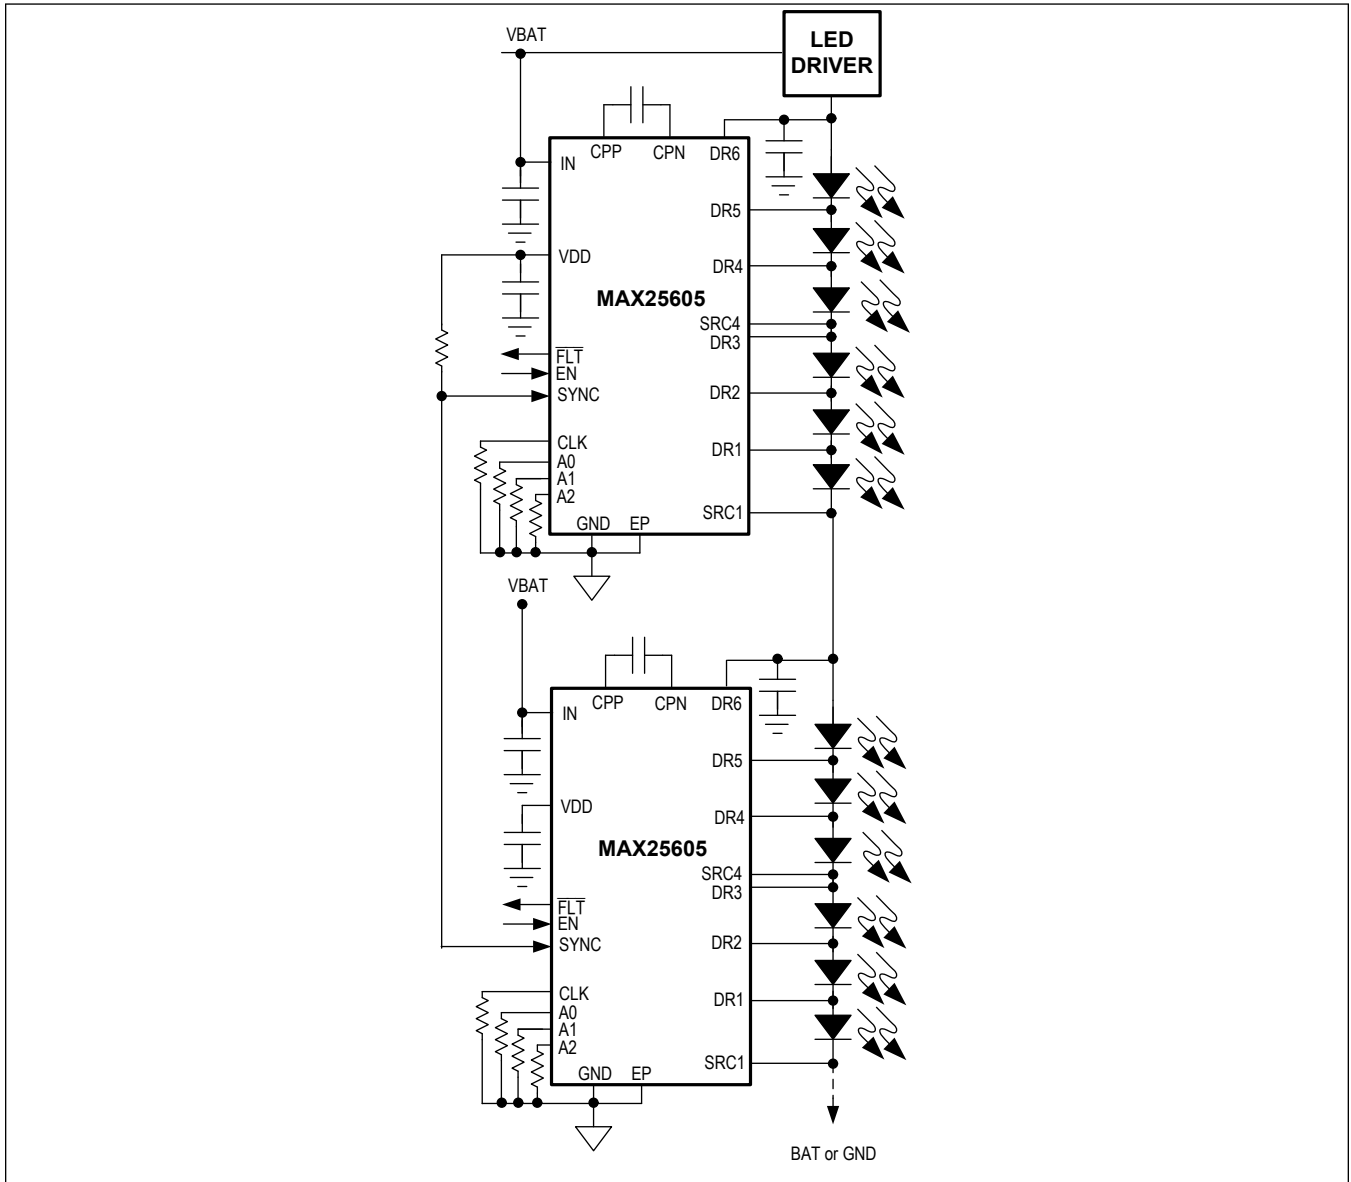 VBAT
LED
DRIVER
CPP
CPN
DR6
IN
DR5
VDD
DR4
MAX25605
SRC4
DR3
FLT
EN
SYNC
DR2
CLK
DR1
A0
A1
A2
SRC1
GND
EP
VBAT
CPP
CPN
DR6
IN
DR5
VDD
DR4
MAX25605
SRC4
DR3
FLT
EN
SYNC
DR2
CLK
DR1
A0
A1
A2
SRC1
GND
EP
BAT or GND